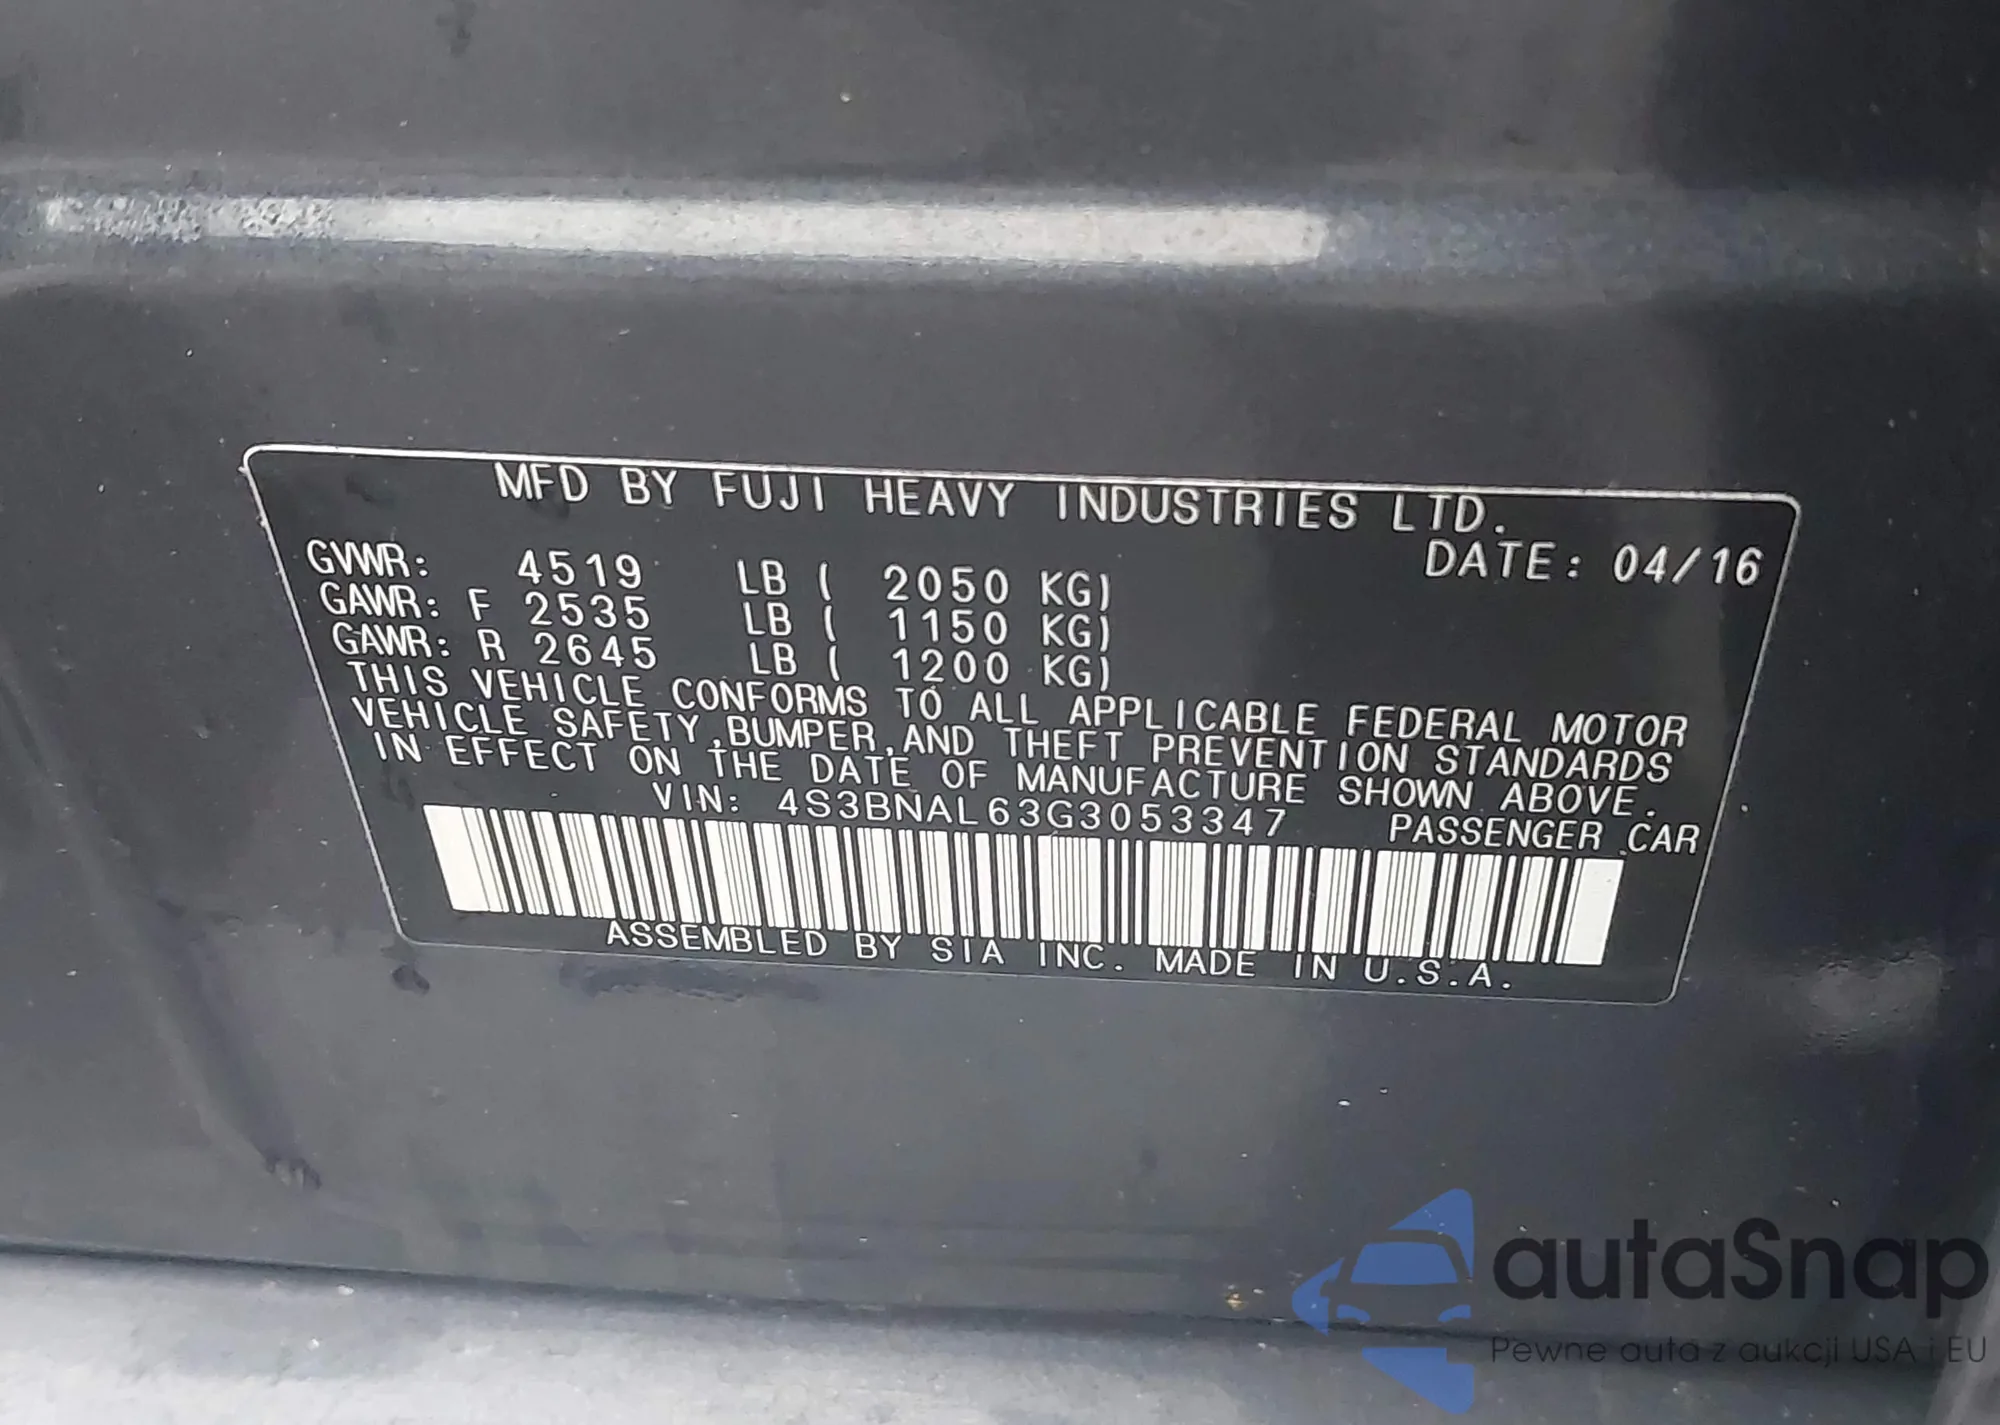 MFD BY FUJI HEAVY INDUSTRIES LTD.
DATE: 04/16
GVWR: 4519 LB ( 2050 KG)
GAWR: F 2535 LB ( 1150 KG)
GAWR: R 2645 LB ( 1200 KG)
THIS VEHICLE CONFORMS TO ALL APPLICABLE FEDERAL MOTOR
VEHICLE SAFETY,BUMPER,AND THEFT PREVENTION STANDARDS
IN EFFECT ON THE DATE OF MANUFACTURE SHOWN ABOVE.
VIN: 4S3BNAL63G3053347 PASSENGER CAR
ASSEMBLED BY SIA INC. MADE IN U.S.A.
autaSnap
Pewne auta z aukcji USA i EU